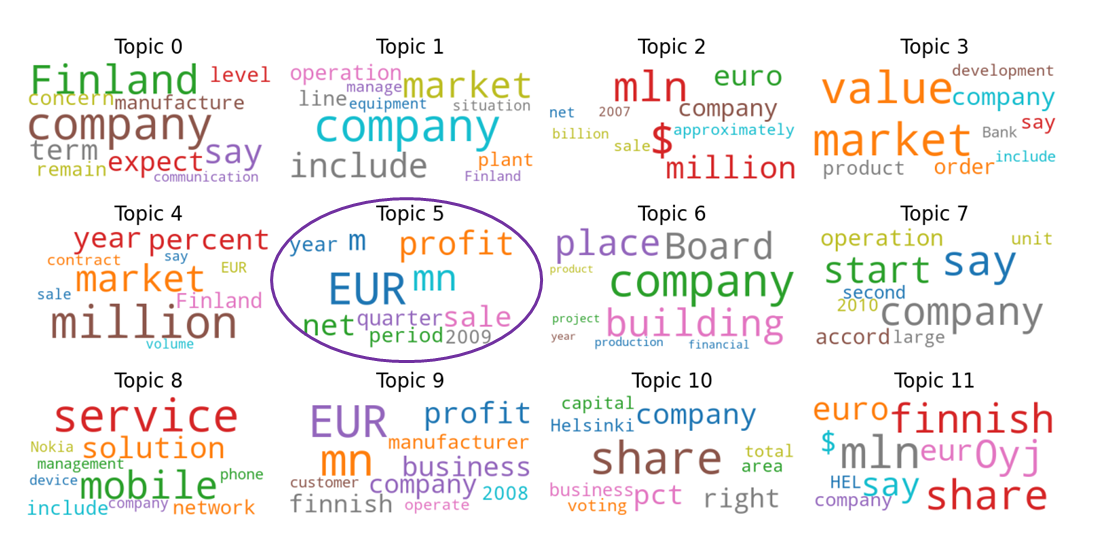 Topic 0
Finland level
concern manufacture
company
term expect say
remain communication
Topic 1
operation market
manage
line equipment situation
company
include plant
Finland
Topic 2
mln euro
net 2007 company
billion $ approximately
sale
million
Topic 3
development
value company
say
market Bank
include
product order
Topic 4
year percent
contract say
market EUR
sale Finland
million
volume
Topic 5
year m profit
EUR mn
net quarter sale
period 2009
Topic 6
place Board
product
company
project building
year production financial
Topic 7
operation unit
start say
second
2010 company
accord large
Topic 8
service
Nokia solution
management
device mobile phone
include company network
Topic 9
EUR profit
manufacturer
mn business
customer company 2008
finnish operate
Topic 10
capital company
Helsinki
share total
area
business pct right
voting
Topic 11
euro finnish
$ mln eur Oyj
HEL say
company share